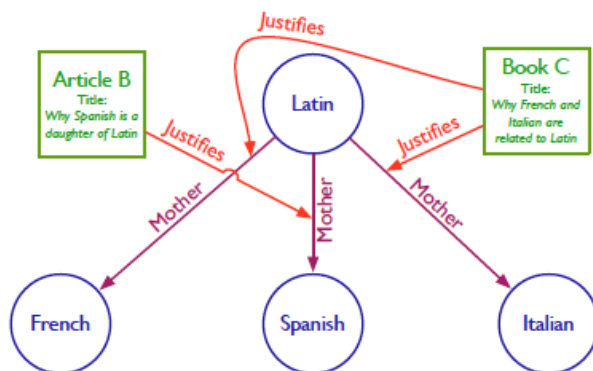 Justifies
Article B
Title:
Why Spanish is a
daughter of Latin
Latin
Book C
Title:
Why French and
Italian are
related to Latin
Justifies
Justifies
Mother
Mother
Mother
French
Spanish
Italian